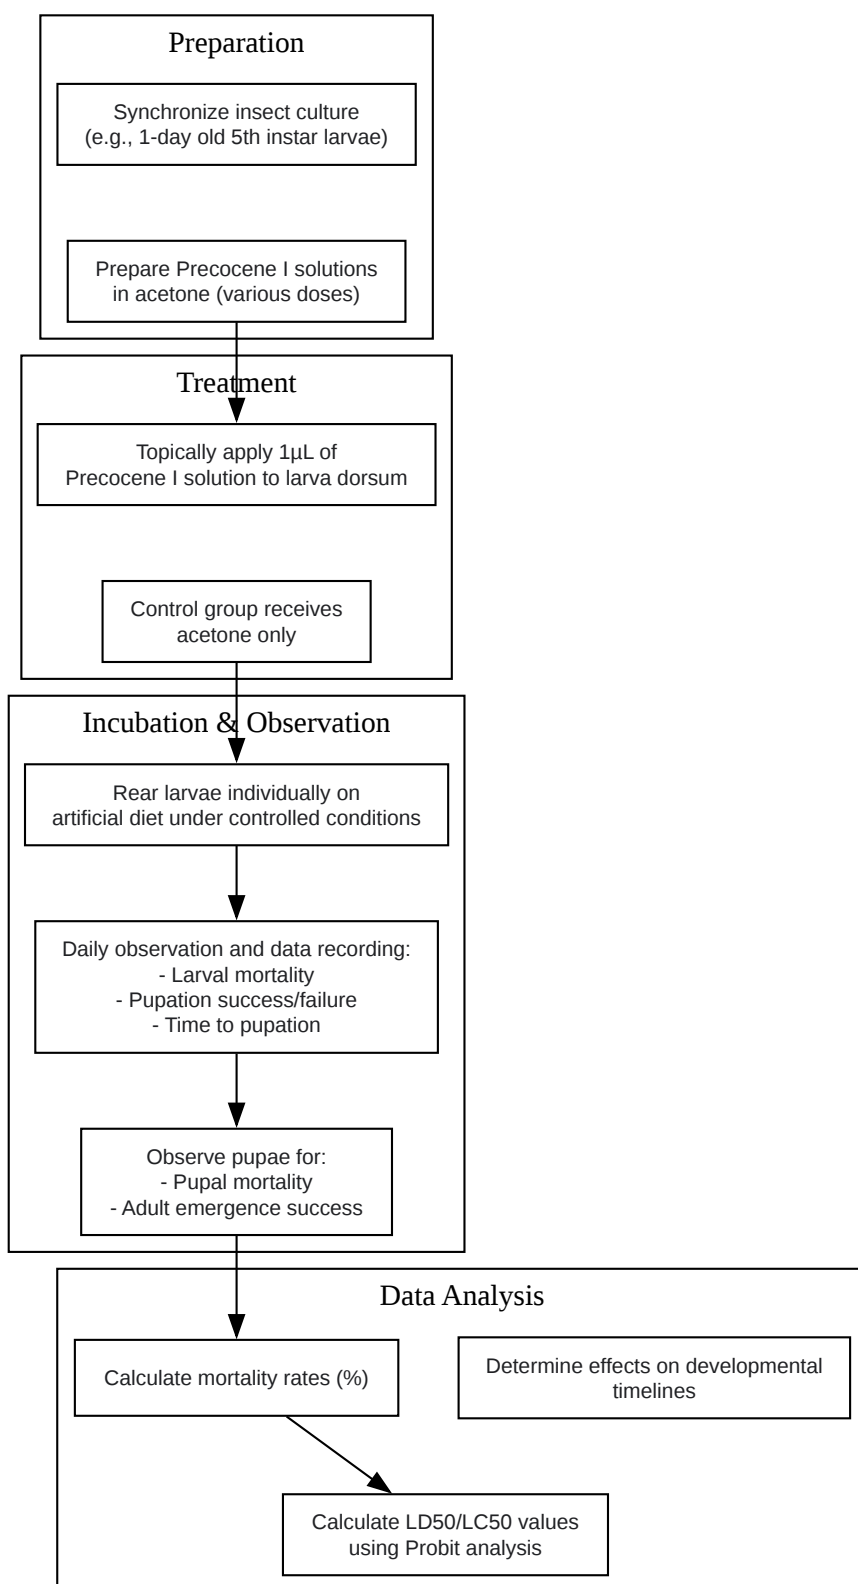 Preparation
Synchronize insect culture
(e.g., 1-day old 5th instar larvae)
Prepare Precocene I solutions
in acetone (various doses)
Treatment
Topically apply 1µL of
Precocene I solution to larva dorsum
Control group receives
acetone only
Incubation & Observation
Rear larvae individually on
artificial diet under controlled conditions
Daily observation and data recording:
- Larval mortality
- Pupation success/failure
- Time to pupation
Observe pupae for:
- Pupal mortality
- Adult emergence success
Data Analysis
Calculate mortality rates (%)
Determine effects on developmental
timelines
Calculate LD50/LC50 values
using Probit analysis